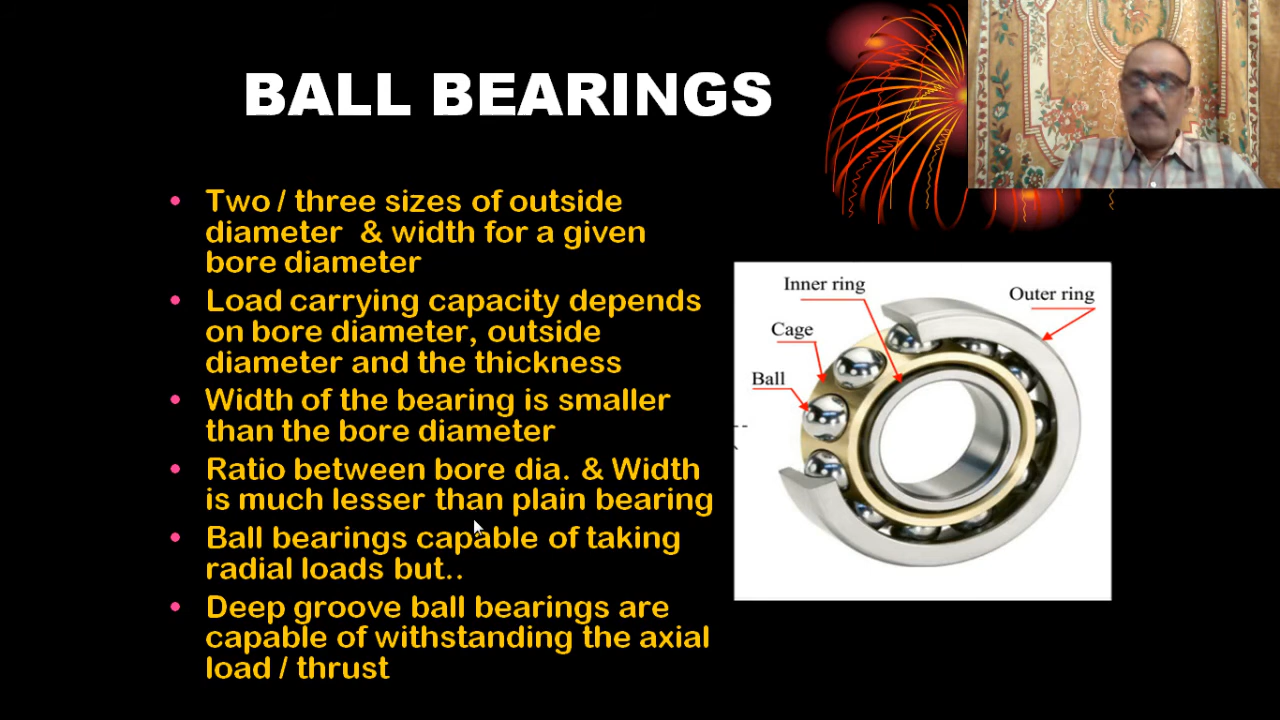 BALL BEARINGS
• Two / three sizes of outside
diameter & width for a given
bore diameter
• Load carrying capacity depends
on bore diameter, outside
diameter and the thickness
• Width of the bearing is smaller
than the bore diameter
• Ratio between bore dia. & Width
is much lesser than plain bearing
• Ball bearings capable of taking
radial loads but..
• Deep groove ball bearings are
capable of withstanding the axial
load / thrust
Inner ring
Outer ring
Cage
Ball